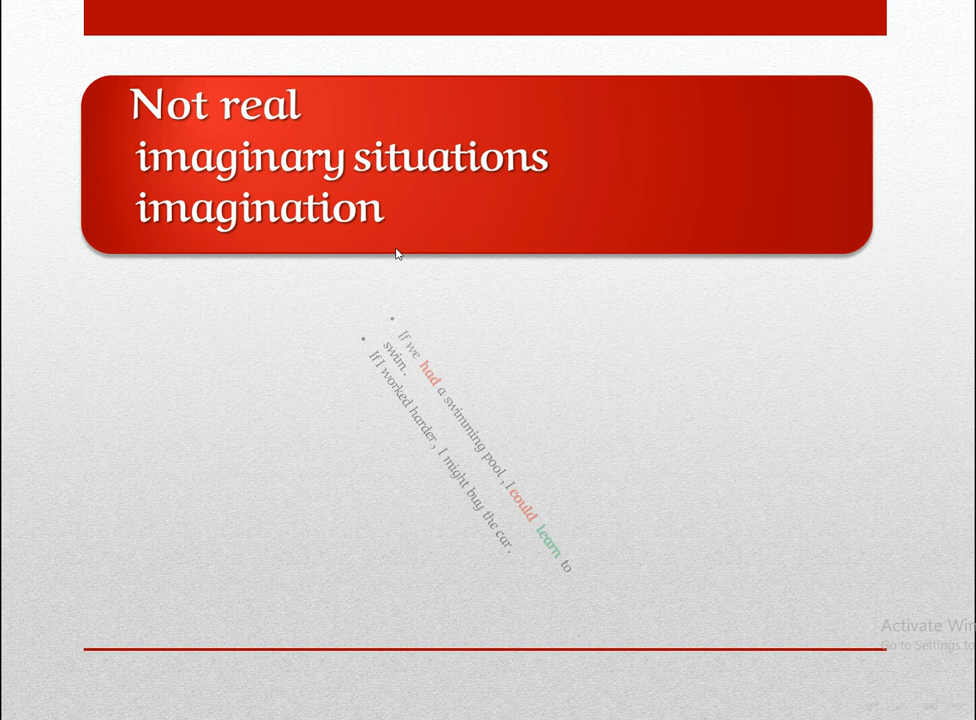 Not real
imaginary situations
imagination
• If we had a swimming pool , I could learn to
swim .
• If I worked harder , I might buy the car .
Activate Win
Go to Settings to